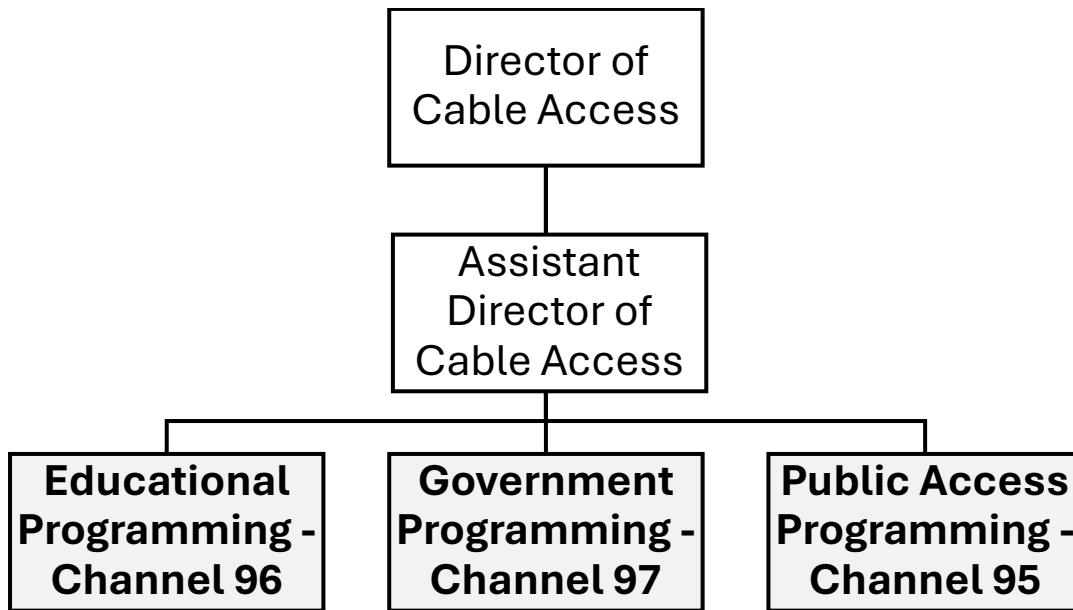 Director of
Cable Access
Assistant
Director of
Cable Access
Educational
Programming -
Channel 96
Government
Programming -
Channel 97
Public Access
Programming -
Channel 95